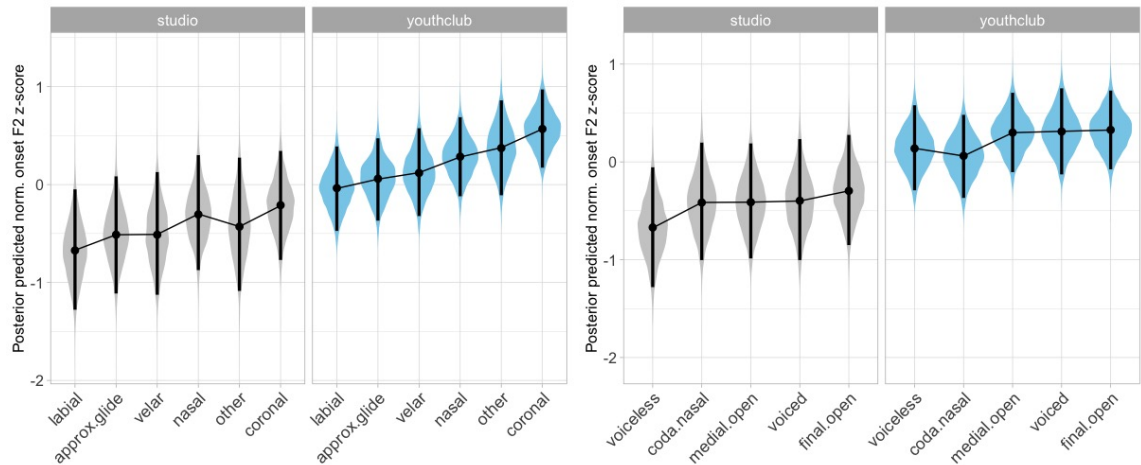 studio
youthclub
Posterior predicted norm. onset F2 z-score
1
0
-1
-2
labial
approx.glide
velar
nasal
other
coronal
labial
approx.glide
velar
nasal
other
coronal
studio
youthclub
Posterior predicted norm. onset F2 z-score
1
0
-1
-2
voiceless
coda.nasal
medial.open
voiced
final.open
voiceless
coda.nasal
medial.open
voiced
final.open